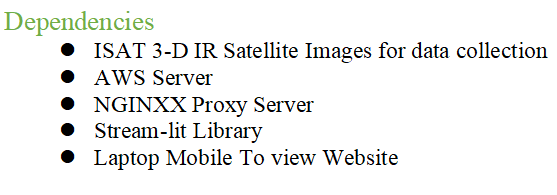 Dependencies
● ISAT 3-D IR Satellite Images for data collection
● AWS Server
● NGINXX Proxy Server
● Stream-lit Library
● Laptop Mobile To view Website